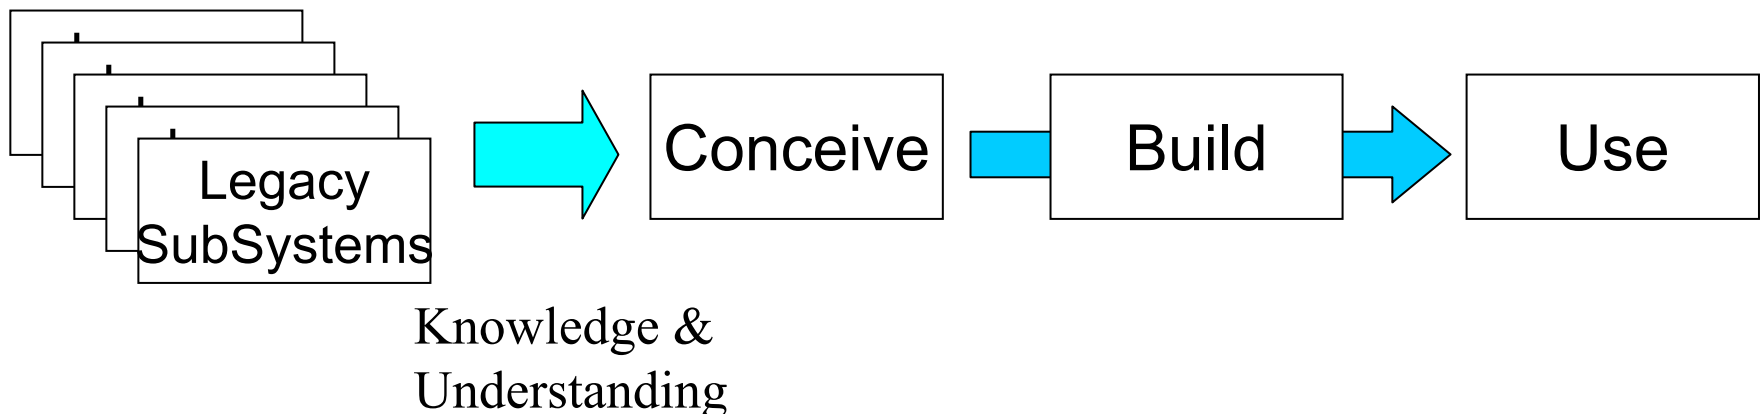 Legacy
SubSystems
Conceive
Build
Use
Knowledge &
Understanding